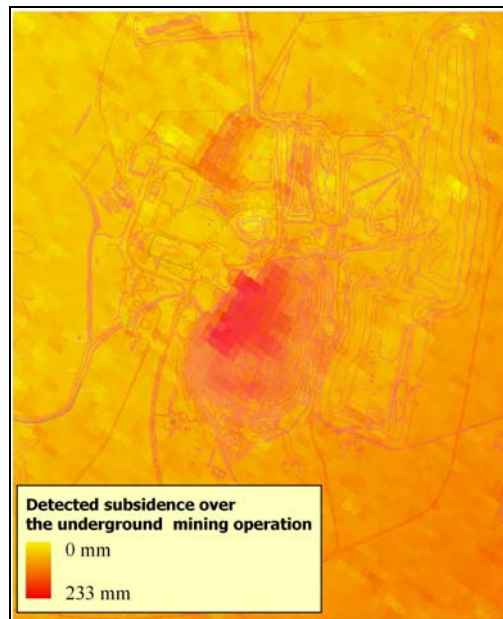 Detected subsidence over
the underground mining operation
0 mm
233 mm